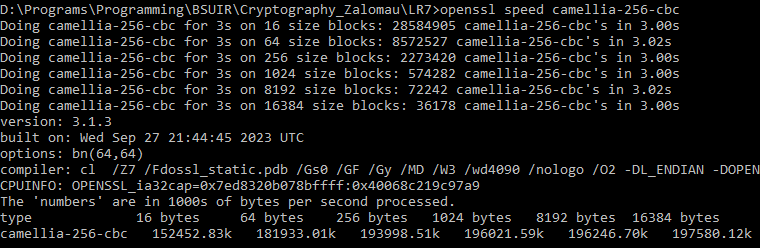 D:\Programs\Programming\BSUIR\Cryptography_Zalomau\LR7>openssl speed camellia-256-cbc
Doing camellia-256-cbc for 3s on 16 size blocks: 28584905 camellia-256-cbc's in 3.00s
Doing camellia-256-cbc for 3s on 64 size blocks: 8572527 camellia-256-cbc's in 3.02s
Doing camellia-256-cbc for 3s on 256 size blocks: 2273420 camellia-256-cbc's in 3.00s
Doing camellia-256-cbc for 3s on 1024 size blocks: 574282 camellia-256-cbc's in 3.00s
Doing camellia-256-cbc for 3s on 8192 size blocks: 72242 camellia-256-cbc's in 3.02s
Doing camellia-256-cbc for 3s on 16384 size blocks: 36178 camellia-256-cbc's in 3.00s
version: 3.1.3
built on: Wed Sep 27 21:44:45 2023 UTC
options: bn(64,64)
compiler: cl  /Z7 /Fdossl_static.pdb /Gs0 /GF /Gy /MD /W3 /wd4090 /nologo /O2 -DL_ENDIAN -DOPEN
CPUINFO: OPENSSL_ia32cap=0x7ed8320b078bffff:0x40068c219c97a9
The 'numbers' are in 1000s of bytes per second processed.
type             16 bytes     64 bytes    256 bytes   1024 bytes   8192 bytes  16384 bytes
camellia-256-cbc   152452.83k   181933.01k   193998.51k   196021.59k   196246.70k   197580.12k